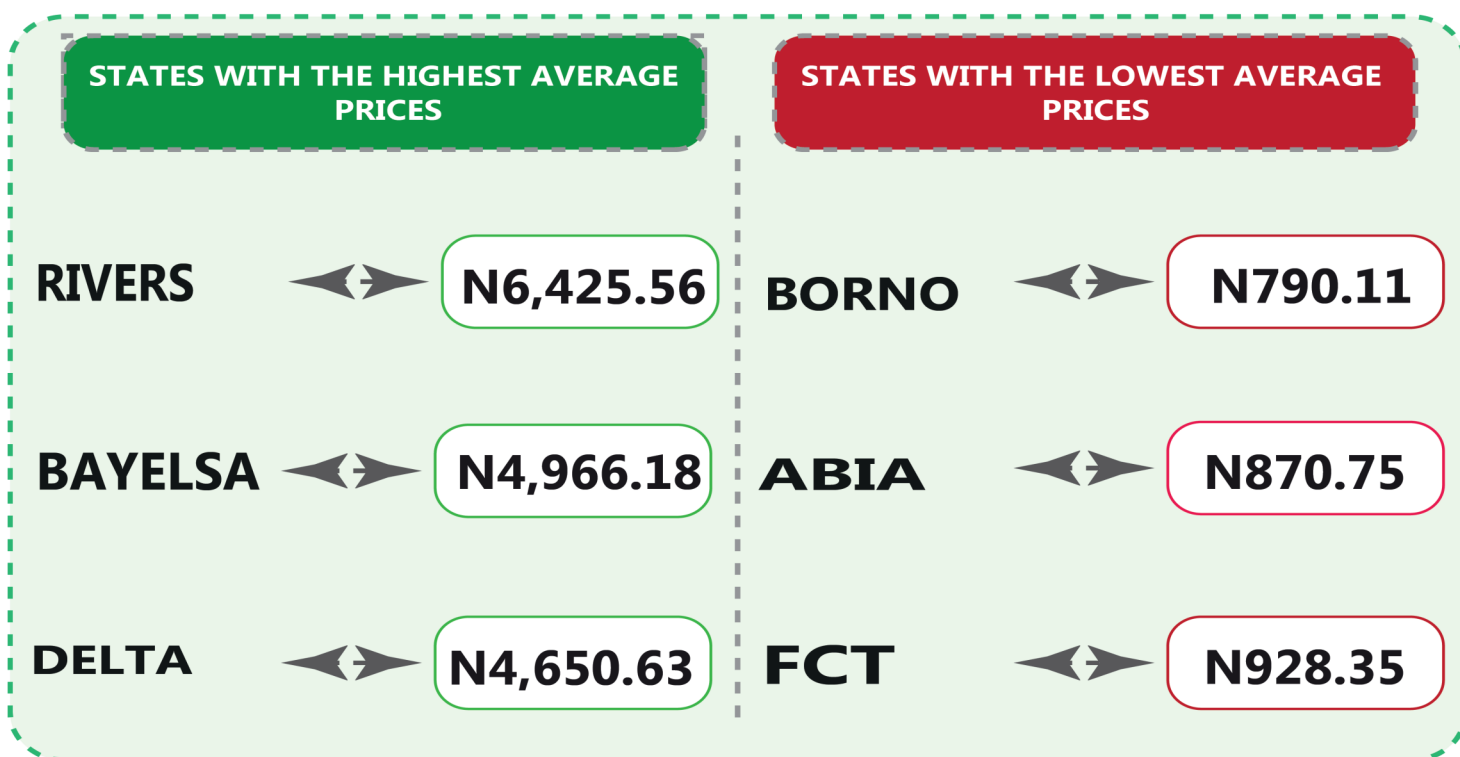 STATES WITH THE HIGHEST AVERAGE
PRICES
RIVERS N6,425.56
BAYELSA N4,966.18
DELTA N4,650.63
STATES WITH THE LOWEST AVERAGE
PRICES
BORNO N790.11
ABIA N870.75
FCT N928.35